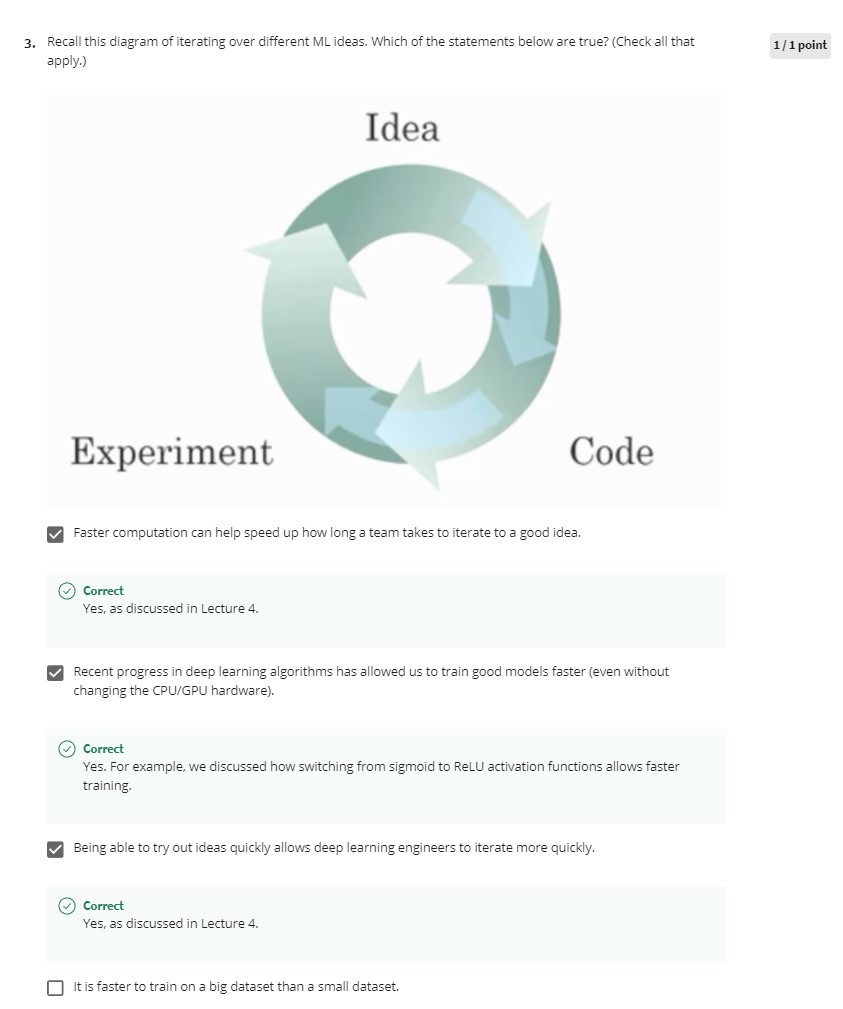 3. Recall this diagram of iterating over different ML ideas. Which of the statements below are true? (Check all that
apply.)
1 / 1 point
Idea
Experiment
Code
Faster computation can help speed up how long a team takes to iterate to a good idea.
Correct
Yes, as discussed in Lecture 4.
Recent progress in deep learning algorithms has allowed us to train good models faster (even without
changing the CPU/GPU hardware).
Correct
Yes. For example, we discussed how switching from sigmoid to ReLU activation functions allows faster
training.
Being able to try out ideas quickly allows deep learning engineers to iterate more quickly.
Correct
Yes, as discussed in Lecture 4.
It is faster to train on a big dataset than a small dataset.